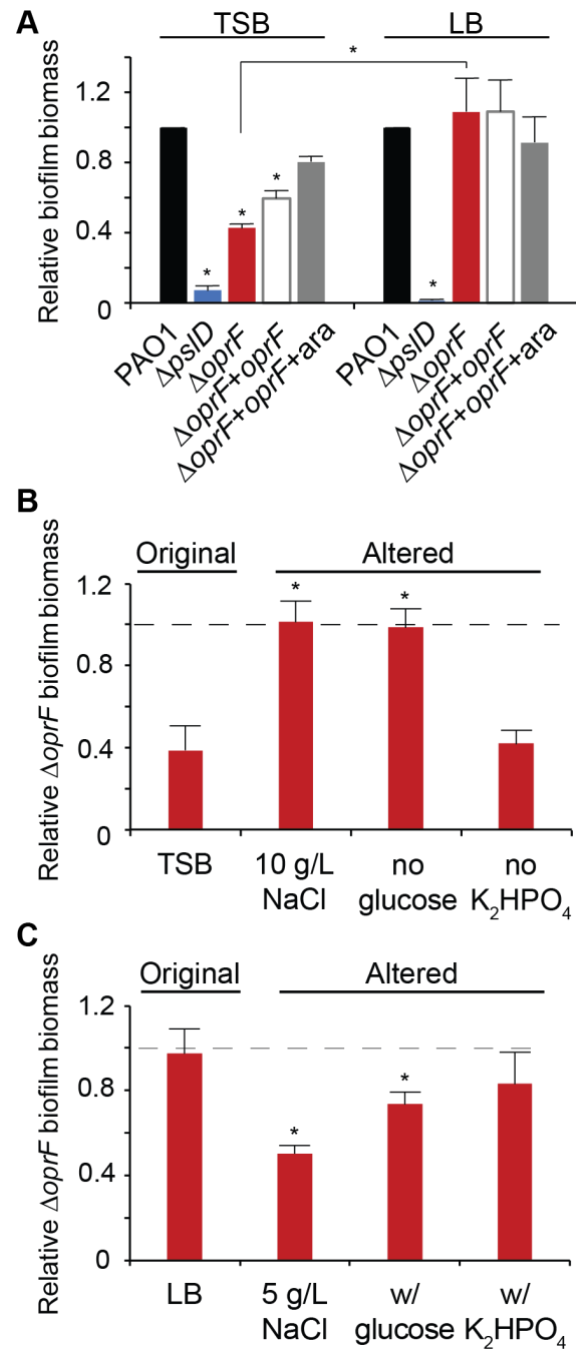 A
TSB LB
*
Relative biofilm biomass
1.2
0.8
0.4
0
* * * *
PAO1 ΔpslD ΔoprF ΔoprF+oprF ΔoprF+oprF+ara PAO1 ΔpslD ΔoprF ΔoprF+oprF ΔoprF+oprF+ara
B
Original Altered
Relative ΔoprF biofilm biomass
1.2
0.8
0.4
0
* *
TSB 10 g/L no no
NaCl glucose K₂HPO₄
C
Original Altered
Relative ΔoprF biofilm biomass
1.2
0.8
0.4
0
* *
LB 5 g/L w/ w/
NaCl glucose K₂HPO₄